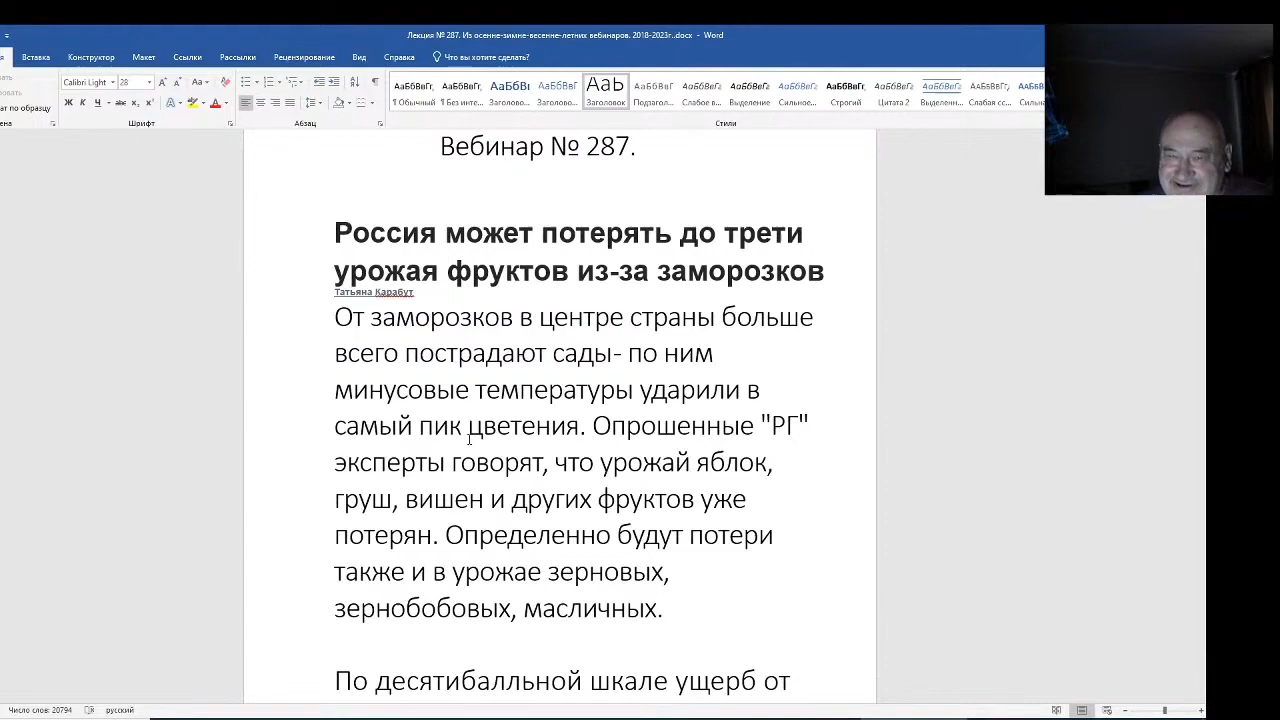 Лекция № 287. Из осенне-зимне-весенне-летних вебинаров. 2018-2023г..docx - Word
Вставка Конструктор Макет Ссылки Рассылки Рецензирование Вид Справка Что вы хотите сделать?
Calibri Light 28
АаБбВвГг, АаБбВвГг, АаБбВı АаБбВвГ АаБ АаБбВвГг АаБбВвГг АаБбВвГг АаБбВвГг АаБбВвГг, АаБбВвГг АаБбВвГг АаБбВвГг
ат по образцу
¶ Обычный ¶ Без инте... Заголово... Заголово... Заголовок Подзагол... Слабое в... Выделение Сильное... Строгий Цитата 2 Выделенн... Слабая сс...
Шрифт Абзац Стили
Вебинар № 287.
Россия может потерять до трети
урожая фруктов из-за заморозков
Татьяна Карабут
От заморозков в центре страны больше
всего пострадают сады- по ним
минусовые температуры ударили в
самый пик цветения. Опрошенные "РГ"
эксперты говорят, что урожай яблок,
груш, вишен и других фруктов уже
потерян. Определенно будут потери
также и в урожае зерновых,
зернобобовых, масличных.
По десятибалльной шкале ущерб от
Число слов: 20794 русский